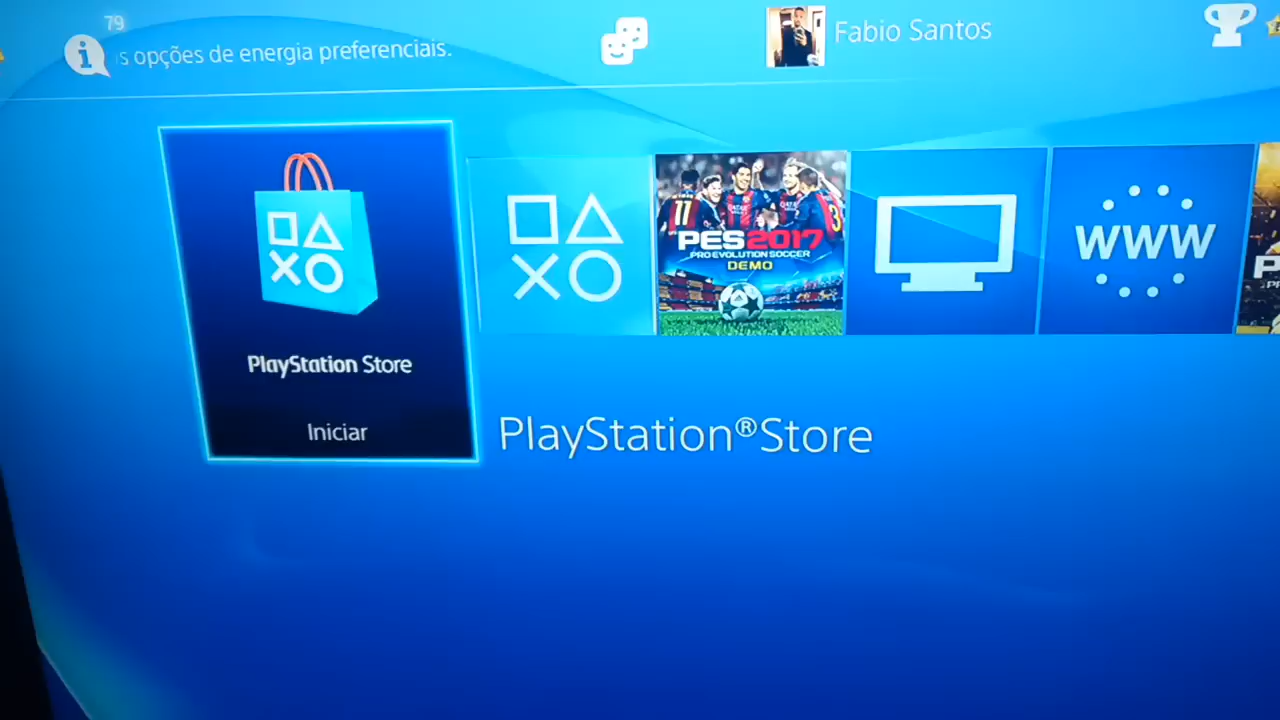 79
s opções de energia preferenciais.
Fabio Santos
PES2017
PRO EVOLUTION SOCCER
DEMO
WWW
PlayStation Store
Iniciar
PlayStation®Store